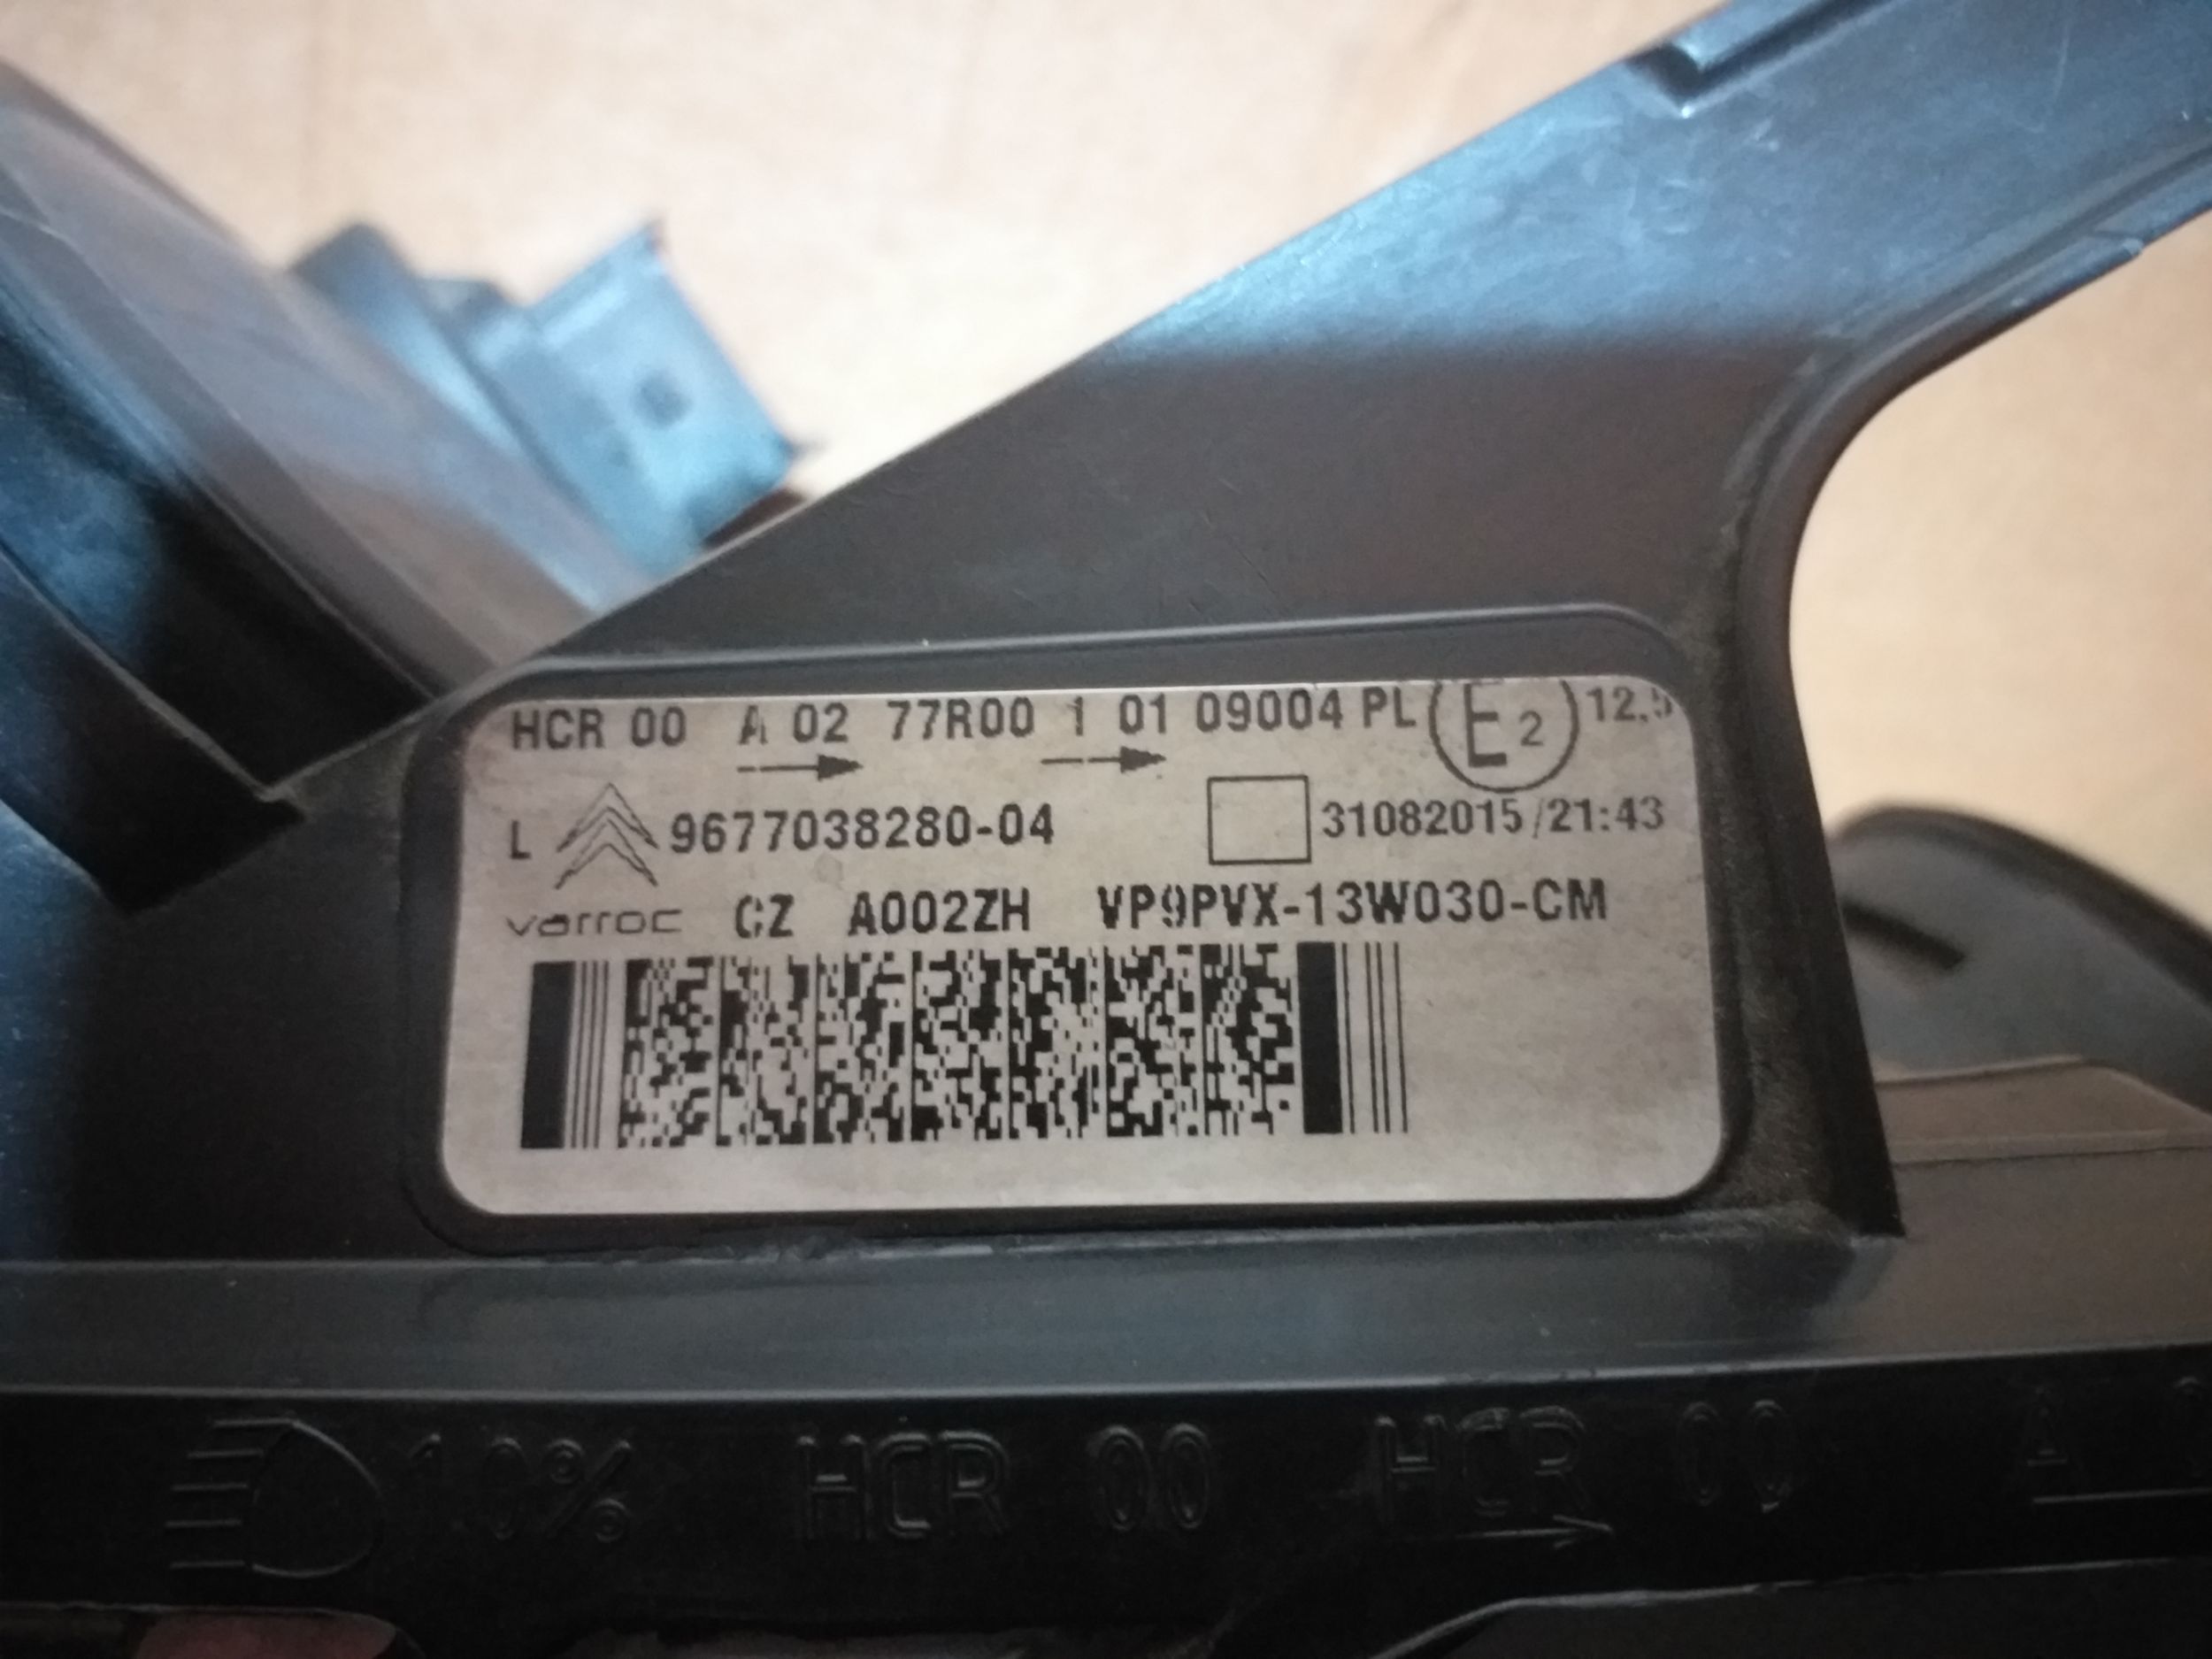 HCR 00 A 02 77R00 1 01 09004 PL E2 12,5
L 9677038280-04 31082015/21:43
varroc CZ A002ZH VP9PVX-13W030-CM
10% HCR 00 HCR 00 A